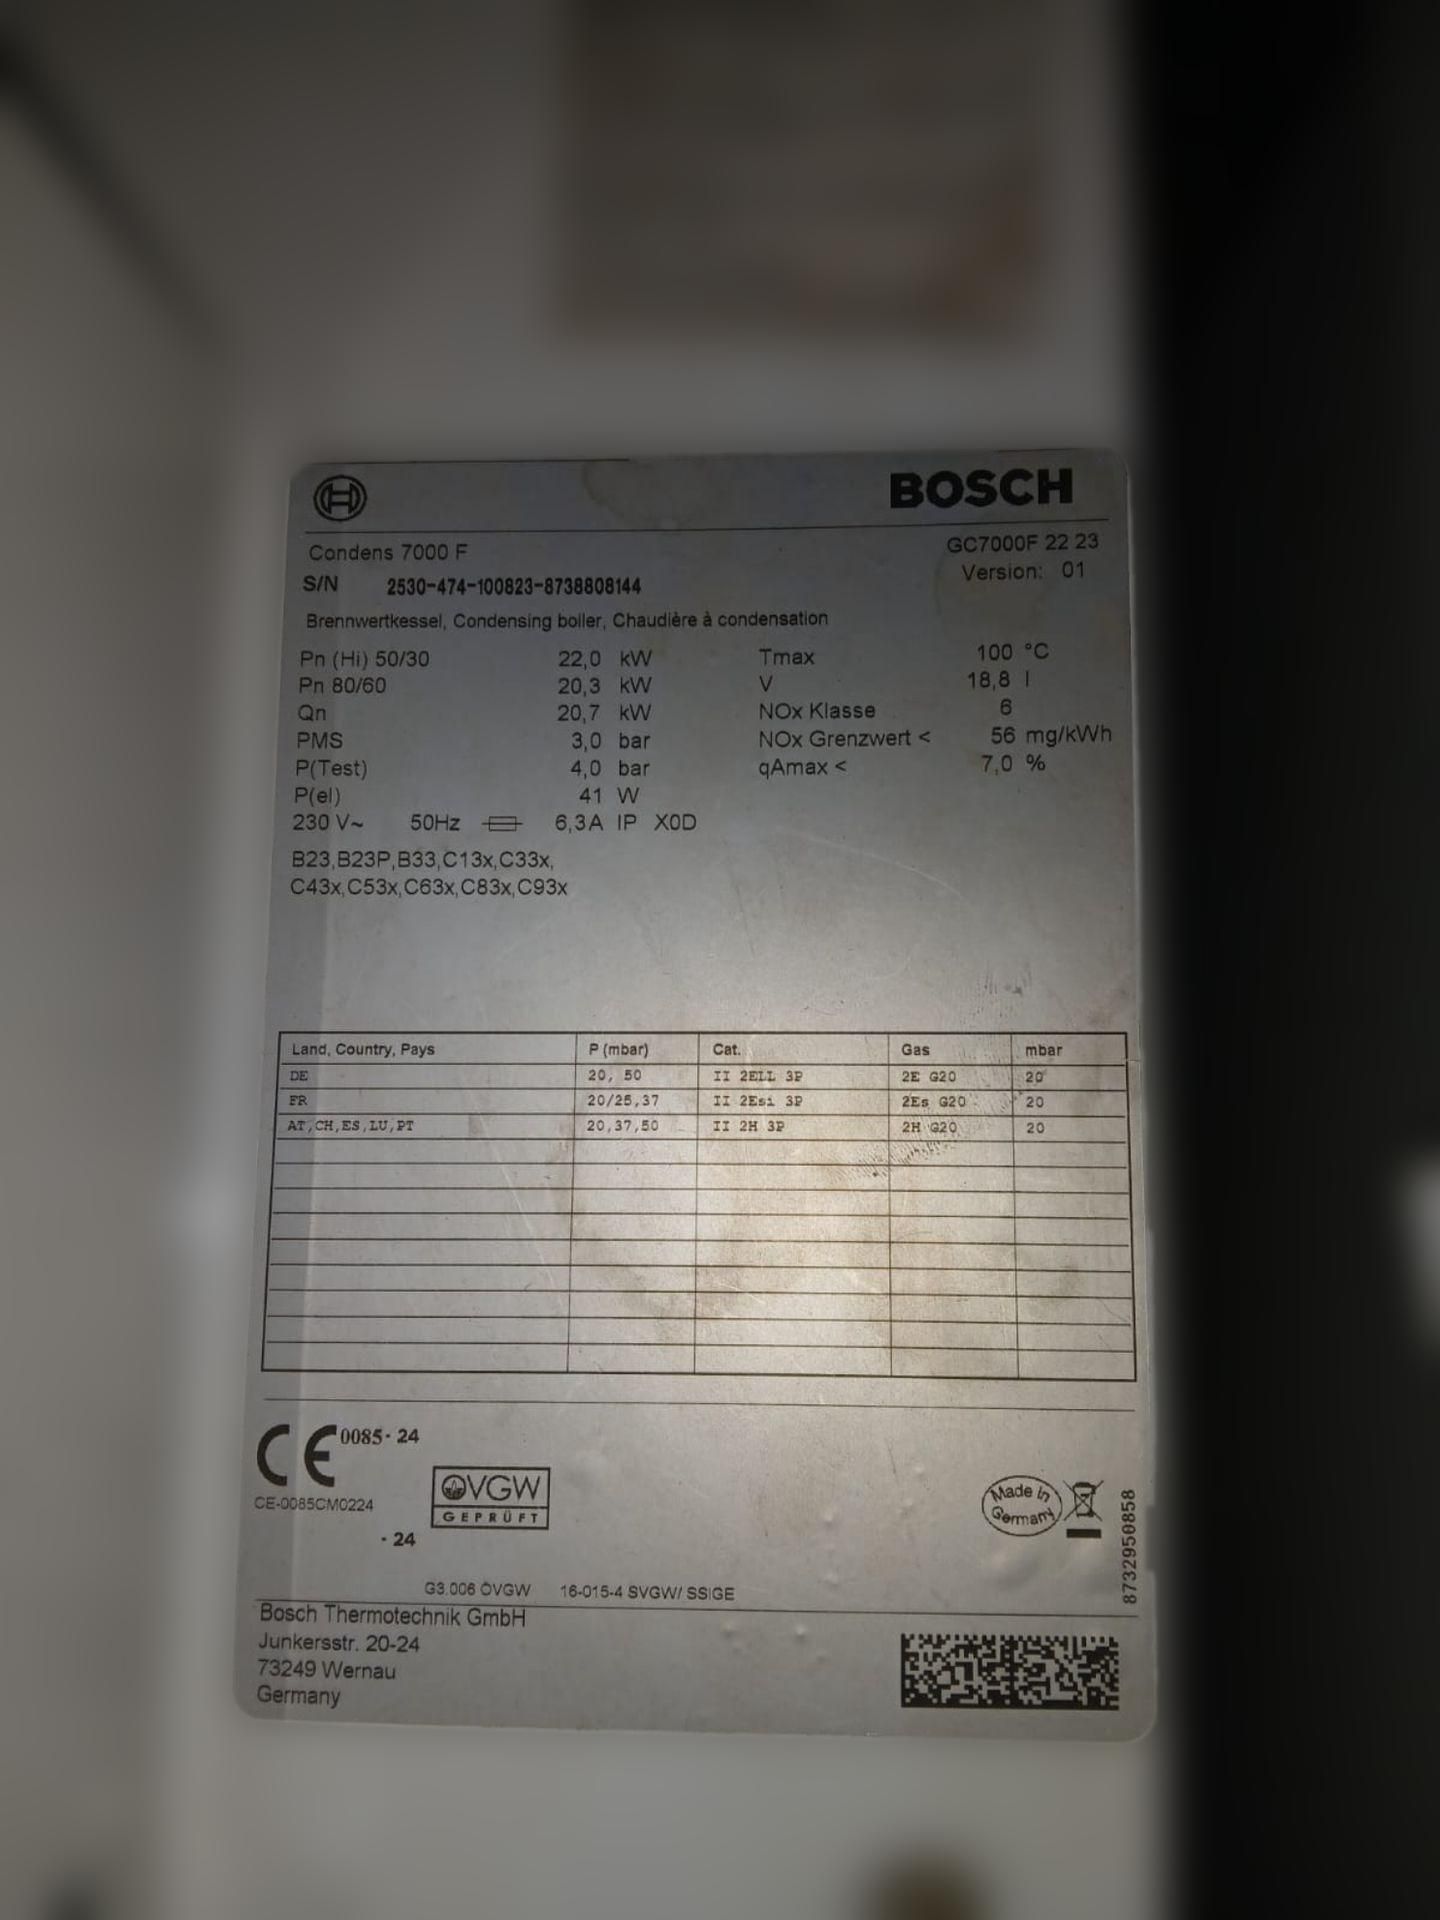 BOSCH
Condens 7000 F GC7000F 22 23
Version: 01
S/N 2530-474-100823-8738808144
Brennwertkessel, Condensing boiler, Chaudière à condensation
Pn (Hi) 50/30 22,0 kW Tmax 100 °C
Pn 80/60 20,3 kW V 18,8 l
Qn 20,7 kW NOx Klasse 6
PMS 3,0 bar NOx Grenzwert < 56 mg/kWh
P(Test) 4,0 bar qAmax < 7,0 %
P(el) 41 W
230 V~ 50Hz 6,3A IP X0D
B23,B23P,B33,C13x,C33x,
C43x,C53x,C63x,C83x,C93x
Land, Country, Pays P (mbar) Cat. Gas mbar
DE 20, 50 II 2ELL 3P 2E G20 20
FR 20/25,37 II 2Esi 3P 2Es G20 20
AT,CH,ES,LU,PT 20,37,50 II 2H 3P 2H G20 20
CE 0085-24
CE-0085CM0224
-24
ÖVGW
GEPRÜFT
Made in
Germany
8732950858
G3.006 ÖVGW 16-015-4 SVGW/ SSIGE
Bosch Thermotechnik GmbH
Junkersstr. 20-24
73249 Wernau
Germany